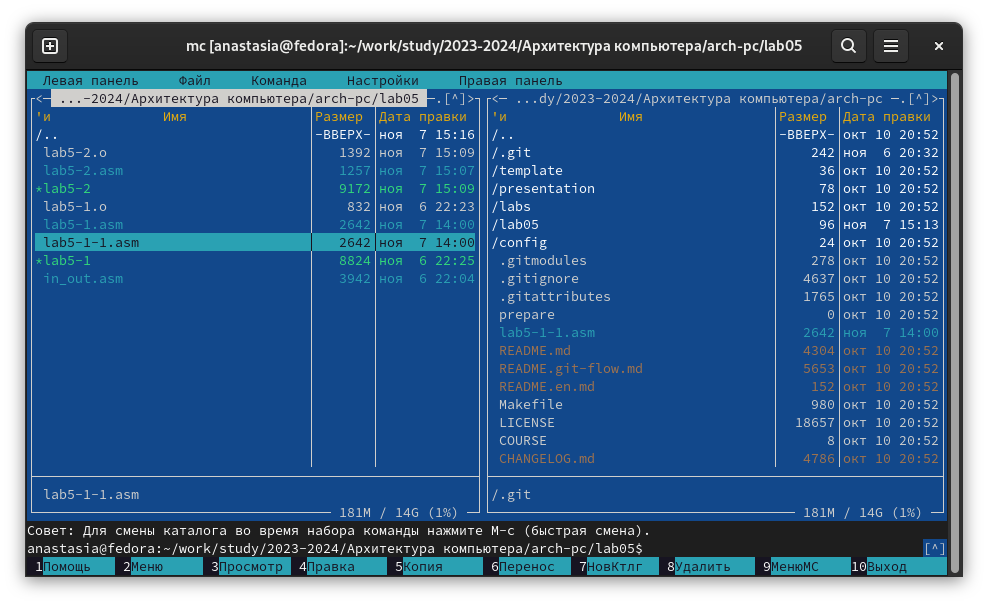 mc [anastasia@fedora]:~/work/study/2023-2024/Архитектура компьютера/arch-pc/lab05
Левая панель Файл Команда Настройки Правая панель
<─ ...-2024/Архитектура компьютера/arch-pc/lab05 ─.[^]>
'и Имя Размер Дата правки
/.. -ВВЕРХ- ноя 7 15:16
lab5-2.o 1392 ноя 7 15:09
lab5-2.asm 1257 ноя 7 15:07
*lab5-2 9172 ноя 7 15:09
lab5-1.o 832 ноя 6 22:23
lab5-1.asm 2642 ноя 7 14:00
lab5-1-1.asm 2642 ноя 7 14:00
*lab5-1 8824 ноя 6 22:25
in_out.asm 3942 ноя 6 22:04
lab5-1-1.asm
181M / 14G (1%)
<─ ...dy/2023-2024/Архитектура компьютера/arch-pc ─.[^]>
'и Имя Размер Дата правки
/.. -ВВЕРХ- окт 10 20:52
/.git 242 ноя 6 20:32
/template 36 окт 10 20:52
/presentation 78 окт 10 20:52
/labs 152 окт 10 20:52
/lab05 96 ноя 7 15:13
/config 24 окт 10 20:52
.gitmodules 278 окт 10 20:52
.gitignore 4637 окт 10 20:52
.gitattributes 1765 окт 10 20:52
prepare 0 окт 10 20:52
lab5-1-1.asm 2642 ноя 7 14:00
README.md 4304 окт 10 20:52
README.git-flow.md 5653 окт 10 20:52
README.en.md 152 окт 10 20:52
Makefile 980 окт 10 20:52
LICENSE 18657 окт 10 20:52
COURSE 8 окт 10 20:52
CHANGELOG.md 4786 окт 10 20:52
/.git
181M / 14G (1%)
Совет: Для смены каталога во время набора команды нажмите M-c (быстрая смена).
anastasia@fedora:~/work/study/2023-2024/Архитектура компьютера/arch-pc/lab05$ [^]
1Помощь 2Меню 3Просмотр 4Правка 5Копия 6Перенос 7НовКтлг 8Удалить 9МенюМС 10Выход